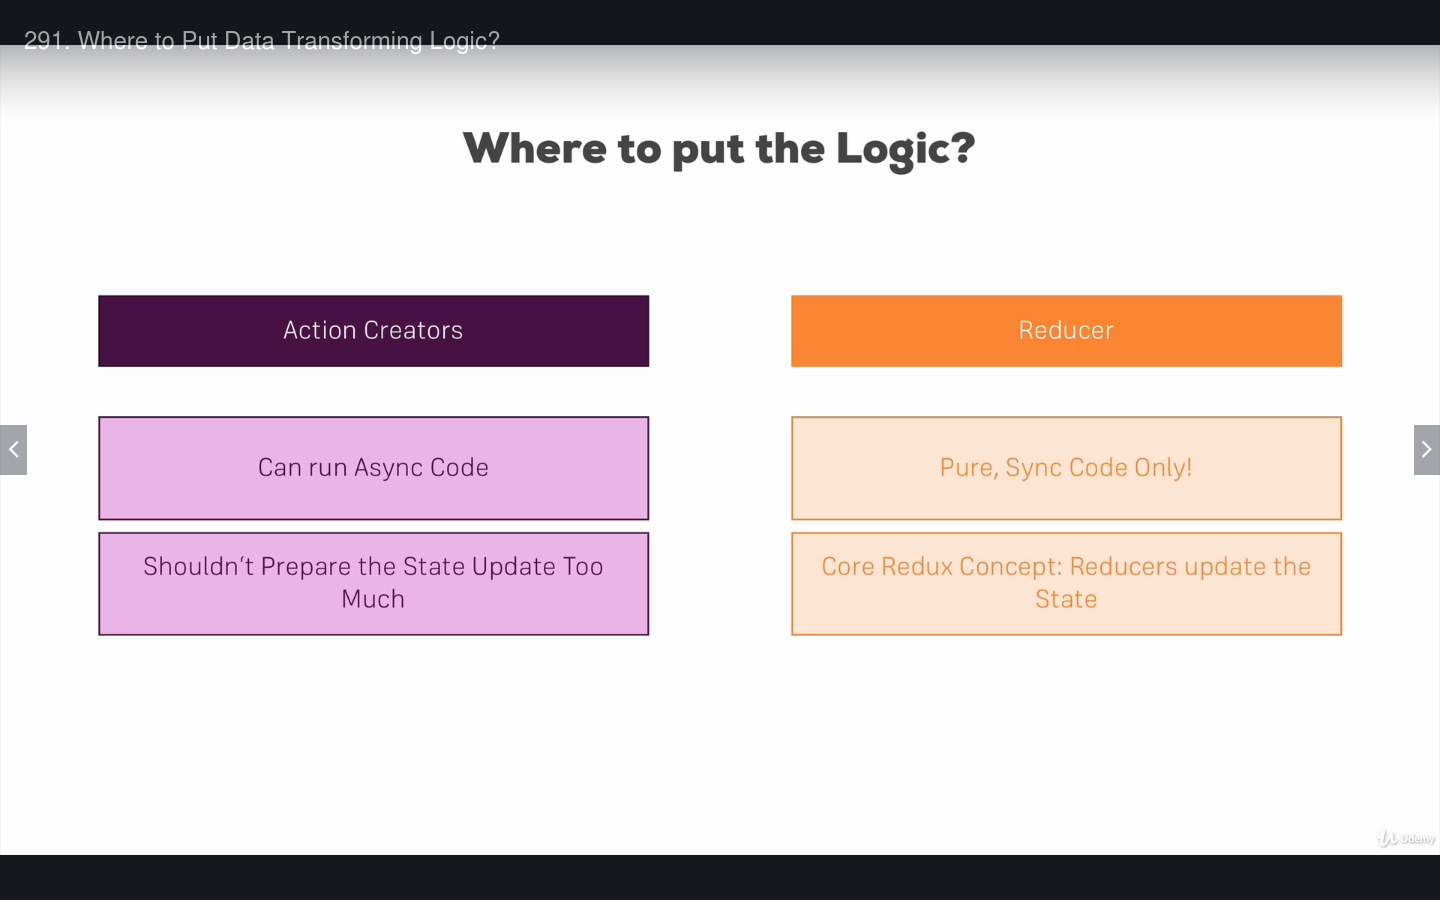 291. Where to Put Data Transforming Logic?
Where to put the Logic?
Action Creators
Reducer
Can run Async Code
Pure, Sync Code Only!
Shouldn't Prepare the State Update Too
Much
Core Redux Concept: Reducers update the
State
Udemy